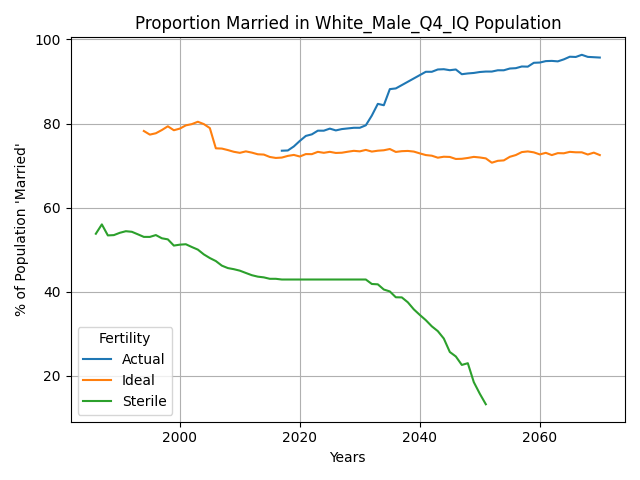 Proportion Married in White_Male_Q4_IQ Population
% of Population 'Married'
100
80
60
40
20
Fertility
Actual
Ideal
Sterile
2000
2020
2040
2060
Years